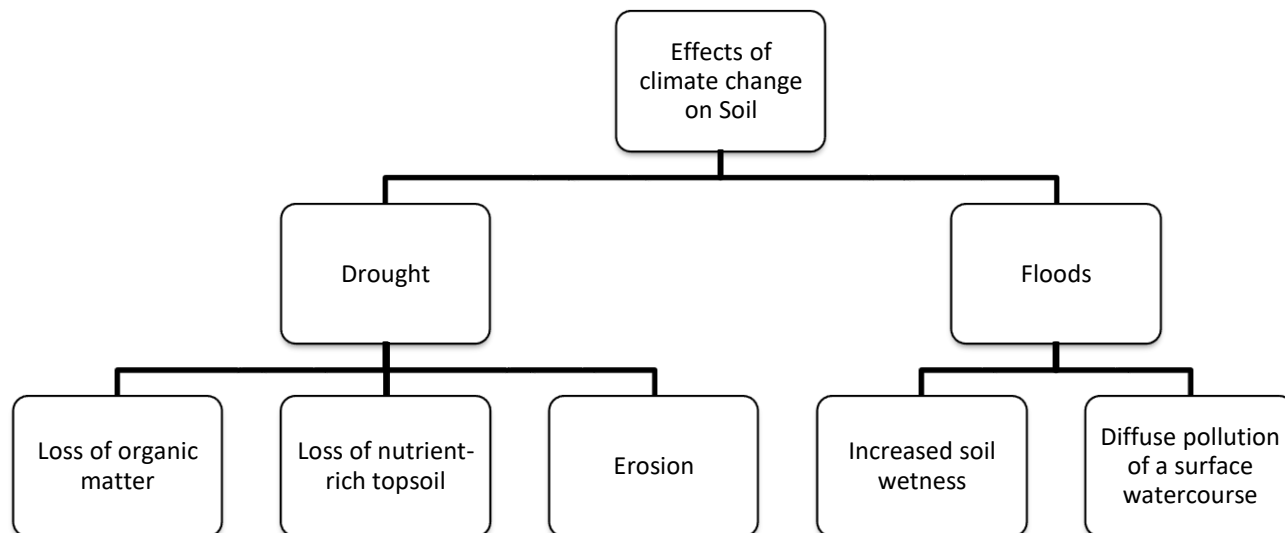 Effects of
climate change
on Soil
Drought
Floods
Loss of organic
matter
Loss of nutrient-
rich topsoil
Erosion
Increased soil
wetness
Diffuse pollution
of a surface
watercourse